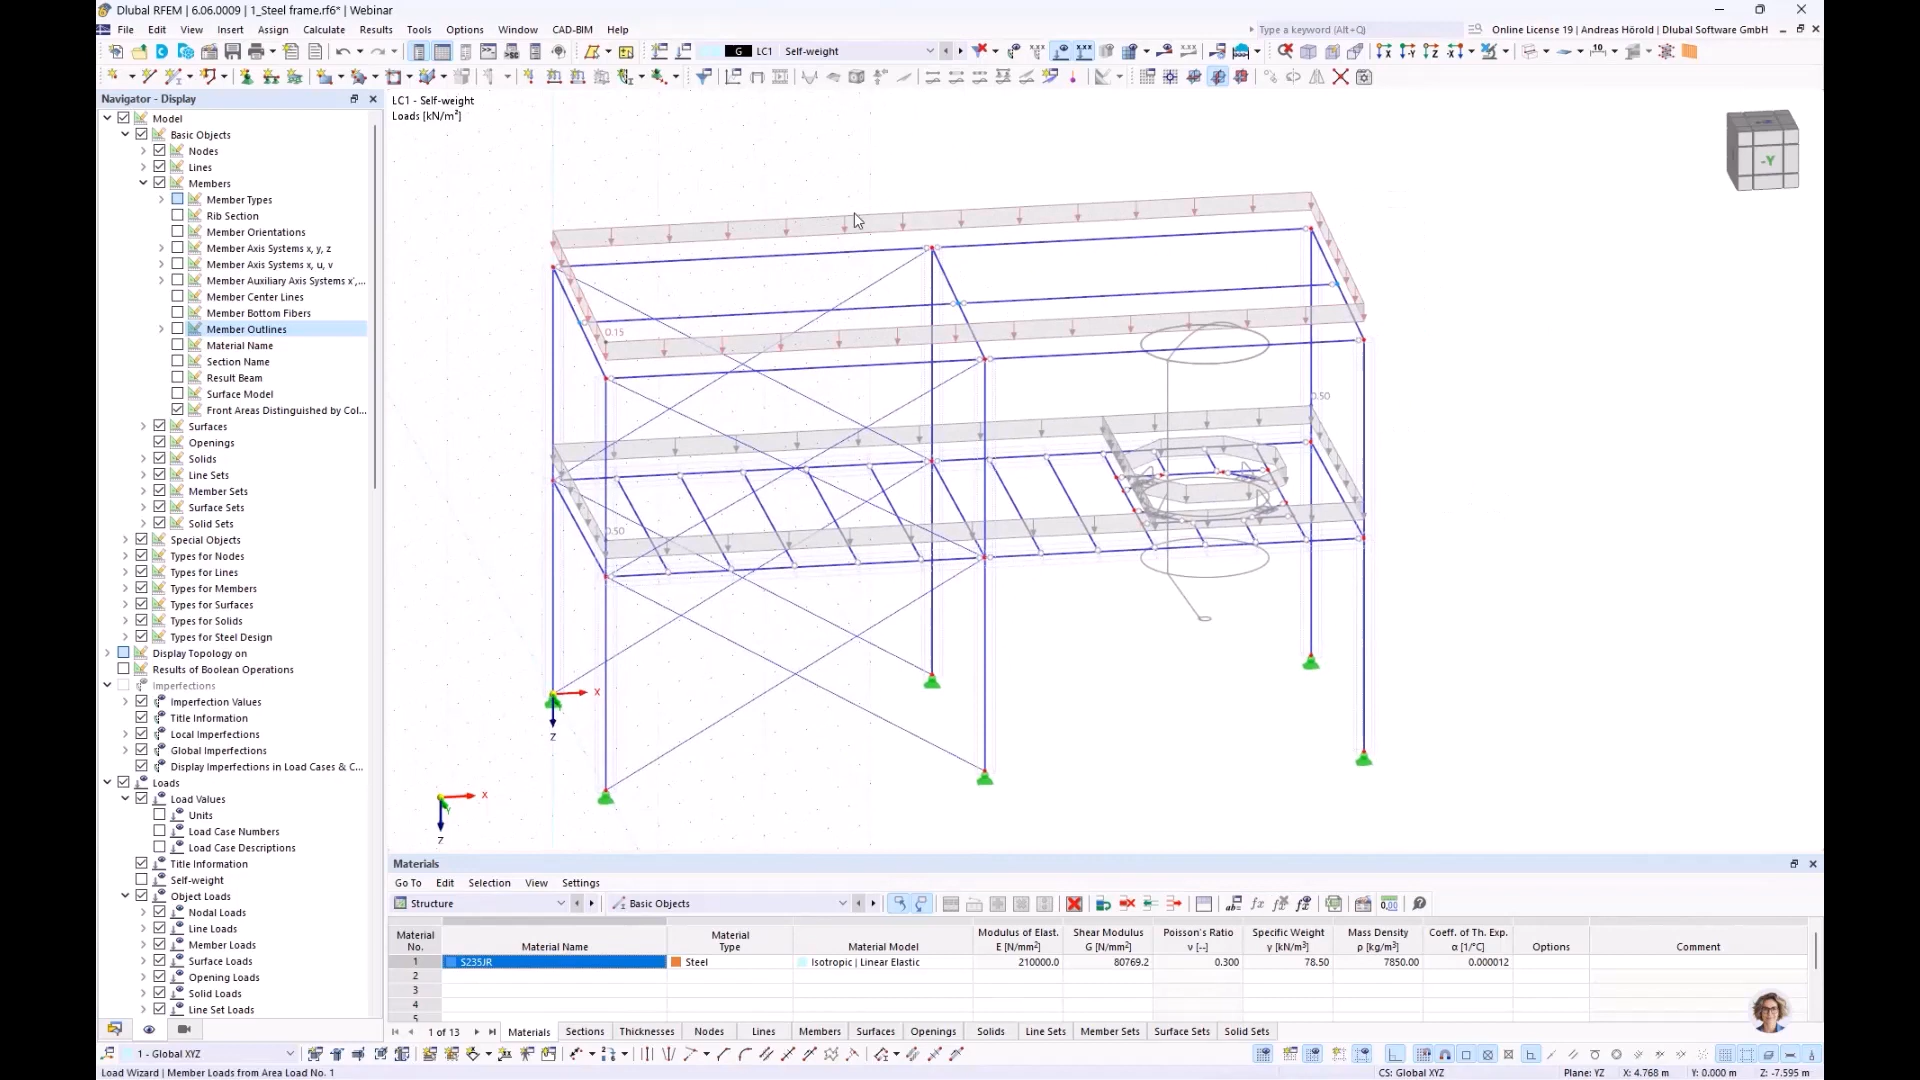 Dlubal RFEM | 6.06.0009 | 1_Steel frame.rf6* | Webinar
File Edit View Insert Assign Calculate Results Tools Options Window CAD-BIM Help
Type a keyword (Alt+Q)
Online License 19 | Andreas Hörold | Dlubal Software GmbH
G LC1 Self-weight
Navigator - Display
Model
Basic Objects
Nodes
Lines
Members
Member Types
Rib Section
Member Orientations
Member Axis Systems x, y, z
Member Axis Systems x, u, v
Member Auxiliary Axis Systems x',...
Member Center Lines
Member Bottom Fibers
Member Outlines
Material Name
Section Name
Result Beam
Surface Model
Front Areas Distinguished by Col...
Surfaces
Openings
Solids
Line Sets
Member Sets
Surface Sets
Solid Sets
Special Objects
Types for Nodes
Types for Lines
Types for Members
Types for Surfaces
Types for Solids
Types for Steel Design
Display Topology on
Results of Boolean Operations
Imperfections
Imperfection Values
Title Information
Local Imperfections
Global Imperfections
Display Imperfections in Load Cases & C...
Loads
Load Values
Units
Load Case Numbers
Load Case Descriptions
Title Information
Self-weight
Object Loads
Nodal Loads
Line Loads
Member Loads
Surface Loads
Opening Loads
Solid Loads
Line Set Loads
LC1 - Self-weight
Loads [kN/m²]
-Y
0.15
0.50
0.50
X
Z
X
Y
Z
Materials
Go To Edit Selection View Settings
Structure Basic Objects
Material No.
Material Name
Material Type
Material Model
Modulus of Elast. E [N/mm²]
Shear Modulus G [N/mm²]
Poisson's Ratio ν [--]
Specific Weight γ [kN/m³]
Mass Density ρ [kg/m³]
Coeff. of Th. Exp. α [1/°C]
Options
Comment
1 S235JR Steel Isotropic | Linear Elastic 210000.0 80769.2 0.300 78.50 7850.00 0.000012
2
3
4
5
1 of 13 Materials Sections Thicknesses Nodes Lines Members Surfaces Openings Solids Line Sets Member Sets Surface Sets Solid Sets
1 - Global XYZ
Load Wizard | Member Loads from Area Load No. 1
CS: Global XYZ
Plane: YZ
X: 4.768 m Y: 0.000 m Z: -7.595 m